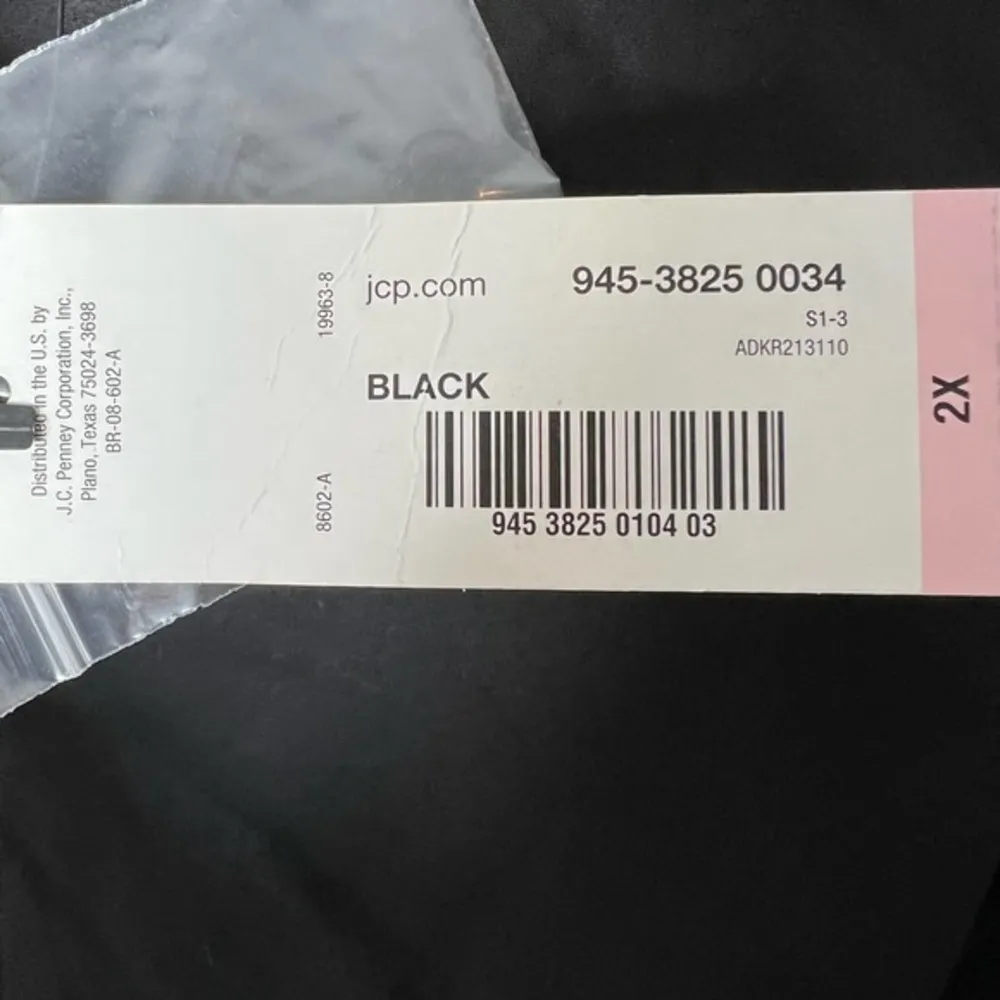 Distributed in the U.S. by
J.C. Penney Corporation, Inc.,
Plano, Texas 75024-3698
BR-08-602-A
19963-8
8602-A
jcp.com
945-3825 0034
S1-3
ADKR213110
BLACK
945 3825 0104 03
2X